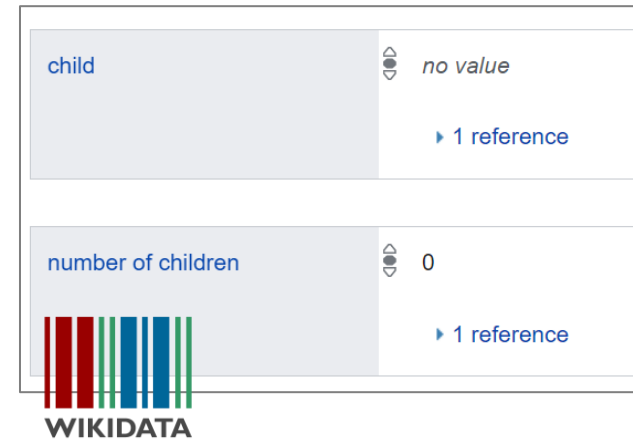 child
no value
1 reference
number of children
0
1 reference
WIKIDATA